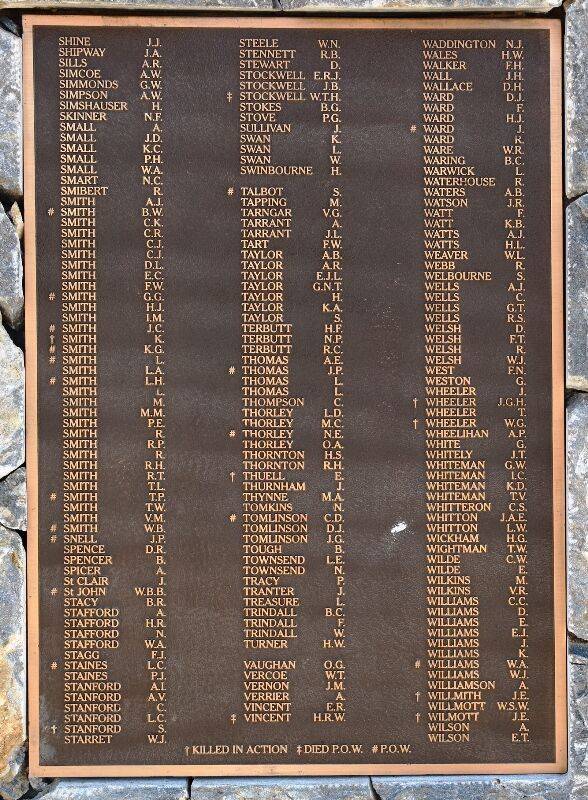 SHINE J.J.
SHIPWAY J.A.
SILLS A.R.
SIMCOE A.W.
SIMMONDS G.W.
SIMPSON A.W.
SIMSHAUSER H.
SKINNER N.F.
SMALL A.
SMALL J.D.
SMALL K.C.
SMALL P.H.
SMALL W.A.
SMART N.C.
SMIBERT R.
SMITH A.J.
# SMITH B.W.
SMITH C.K.
SMITH C.R.
SMITH C.J.
SMITH C.J.
SMITH D.L.
SMITH E.C.
SMITH F.W.
# SMITH G.G.
SMITH H.J.
SMITH I.M.
# SMITH J.C.
† SMITH K.
# SMITH K.G.
# SMITH L.
SMITH L.A.
# SMITH L.H.
SMITH L.
SMITH M.
SMITH M.M.
SMITH P.E.
SMITH R.
SMITH R.P.
SMITH R.
SMITH R.H.
SMITH R.T.
SMITH T.L.
# SMITH T.P.
SMITH T.W.
SMITH V.M.
# SMITH W.B.
# SNELL J.P.
SPENCE D.R.
SPENCER B.
SPICER A.
St CLAIR J.
# St JOHN W.B.B.
STACY B.R.
STAFFORD A.
STAFFORD H.R.
STAFFORD N.
STAFFORD W.A.
STAGG F.J.
# STAINES L.C.
STAINES P.J.
STANFORD A.I.
STANFORD A.V.
STANFORD C.
STANFORD L.C.
† STANFORD S.
STARRET W.J.
STEELE W.N.
STENNETT R.B.
STEWART D.
STOCKWELL E.R.J.
STOCKWELL J.B.
‡ STOCKWELL W.T.H.
STOKES B.G.
STOVE P.G.
SULLIVAN J.
SWAN K.
SWAN L.
SWAN W.
SWINBOURNE H.
# TALBOT S.
TAPPING M.
TARNGAR V.G.
TARRANT A.
TARRANT J.L.
TART F.W.
TAYLOR A.B.
TAYLOR A.R.
TAYLOR E.J.L.
TAYLOR G.N.T.
TAYLOR H.
TAYLOR K.A.
TAYLOR S.
TERBUTT H.F.
TERBUTT N.P.
TERBUTT R.C.
THOMAS A.E.
# THOMAS J.P.
THOMAS L.
THOMAS L.
THOMPSON C.
THORLEY L.D.
THORLEY M.C.
# THORLEY N.E.
THORLEY O.A.
THORNTON H.S.
THORNTON R.H.
† THUELL E.
THURNHAM J.
THYNNE M.A.
TOMKINS N.
# TOMLINSON C.D.
TOMLINSON D.J.
TOMLINSON J.G.
TOUGH B.
TOWNSEND L.E.
TOWNSEND N.
TRACY P.
TRANTER J.
TREASURE L.
TRINDALL B.C.
TRINDALL F.
TRINDALL W.
TURNER H.W.
VAUGHAN O.G.
VERCOE W.T.
VERNON J.M.
VERRIER A.
VINCENT E.R.
‡ VINCENT H.R.W.
WADDINGTON N.J.
WALES H.W.
WALKER F.H.
WALL J.H.
WALLACE D.H.
WARD D.J.
WARD F.
WARD H.J.
# WARD J.
WARD R.
WARE W.R.
WARING B.C.
WARWICK L.
WATERHOUSE R.
WATERS A.B.
WATSON J.R.
WATT F.
WATT K.B.
WATTS A.J.
WATTS H.L.
WEAVER W.L.
WEBB R.
WELBOURNE S.
WELLS A.J.
WELLS C.
WELLS G.T.
WELLS R.S.
WELSH D.
WELSH F.T.
WELSH R.
WELSH W.J.
WEST F.N.
WESTON G.
WHEELER J.
† WHEELER J.G.H.
WHEELER T.
† WHEELER W.G.
WHEELIHAN A.P.
WHITE G.
WHITELY J.T.
WHITEMAN G.W.
WHITEMAN I.C.
WHITEMAN K.D.
WHITEMAN T.V.
WHITTERON C.S.
WHITTON J.A.E.
WHITTON L.W.
WICKHAM H.G.
WIGHTMAN T.W.
WILDE C.W.
WILDE E.
WILKINS M.
WILKINS V.R.
WILLIAMS C.C.
WILLIAMS D.
WILLIAMS E.
WILLIAMS E.J.
WILLIAMS J.
WILLIAMS K.
# WILLIAMS W.A.
WILLIAMS W.J.
WILLIAMSON A.
† WILLMITH J.E.
WILLMOTT W.S.W.
† WILMOTT J.E.
WILSON A.
WILSON E.T.
† KILLED IN ACTION ‡ DIED P.O.W. # P.O.W.